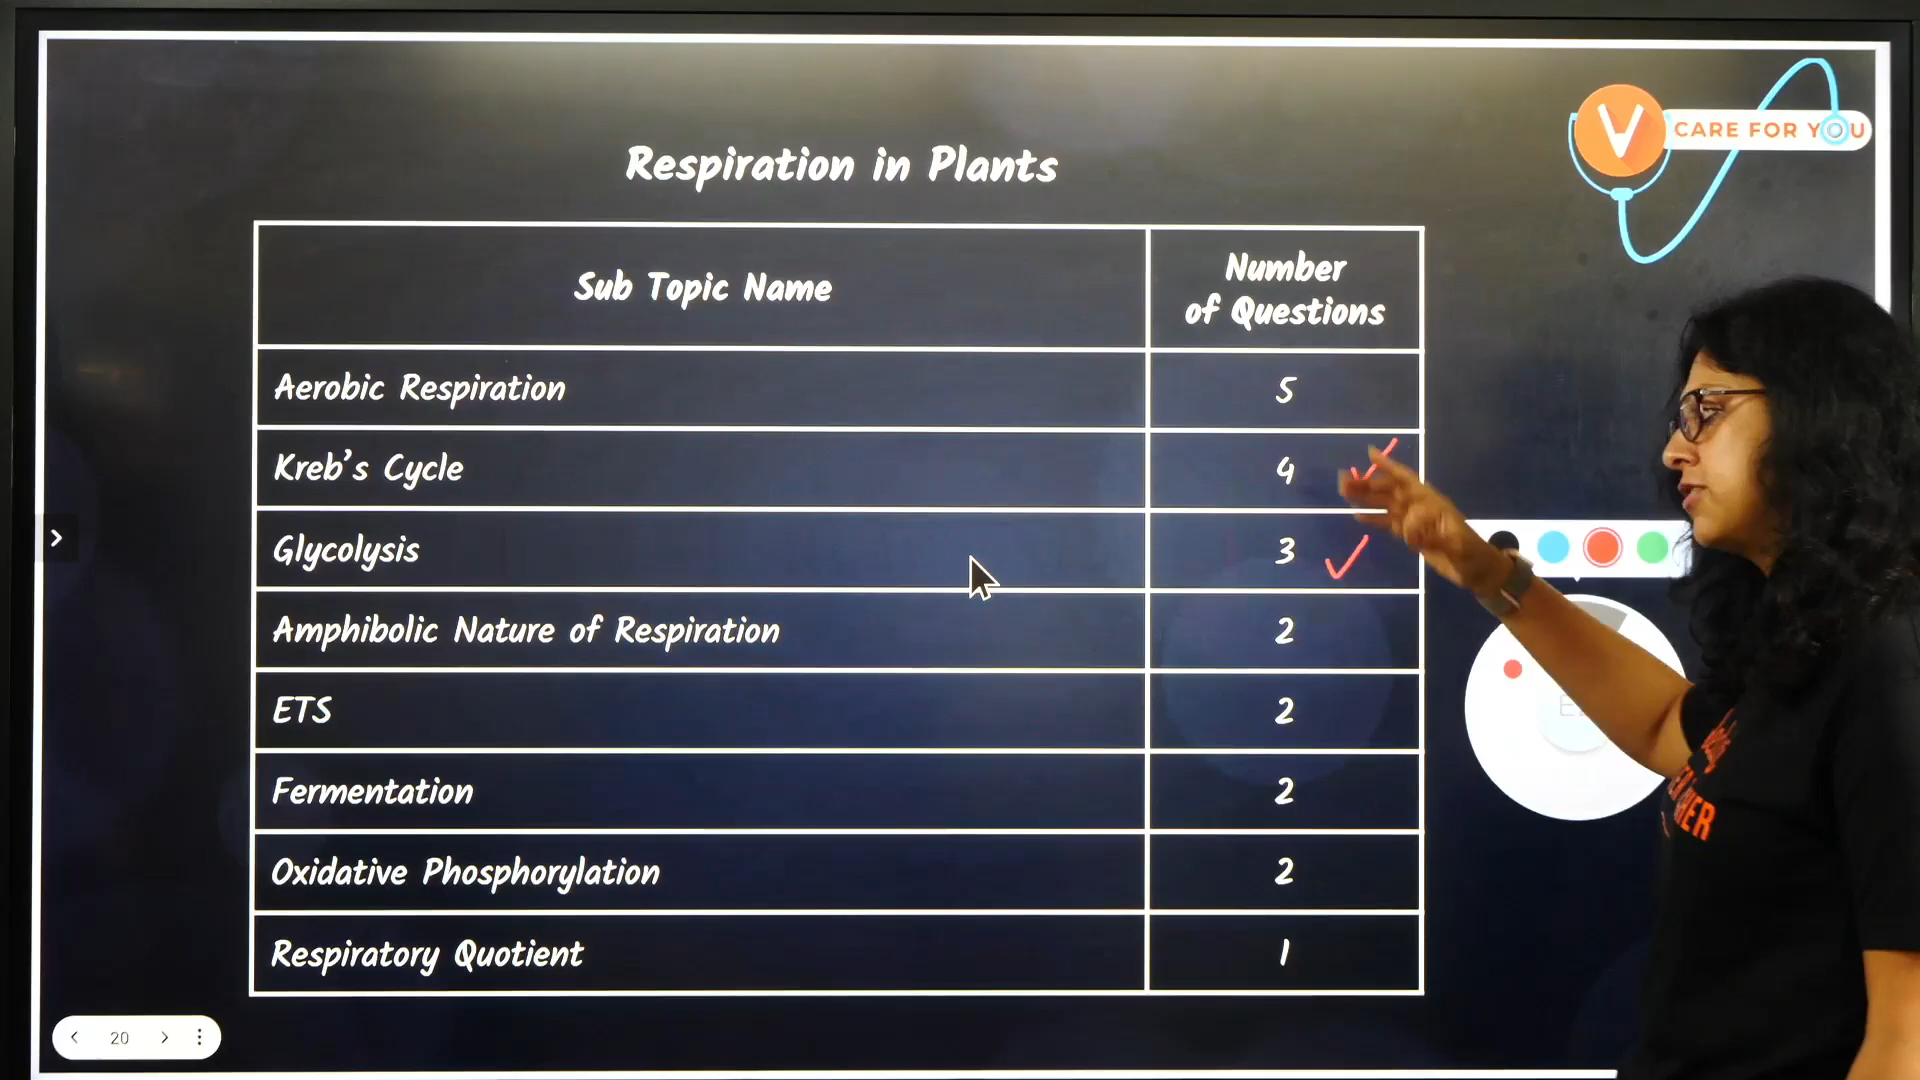 CARE FOR YOU
Respiration in Plants
Sub Topic Name
Number
of Questions
Aerobic Respiration
5
Kreb's Cycle
4
Glycolysis
3
Amphibolic Nature of Respiration
2
ETS
2
Fermentation
2
Oxidative Phosphorylation
2
Respiratory Quotient
1
20